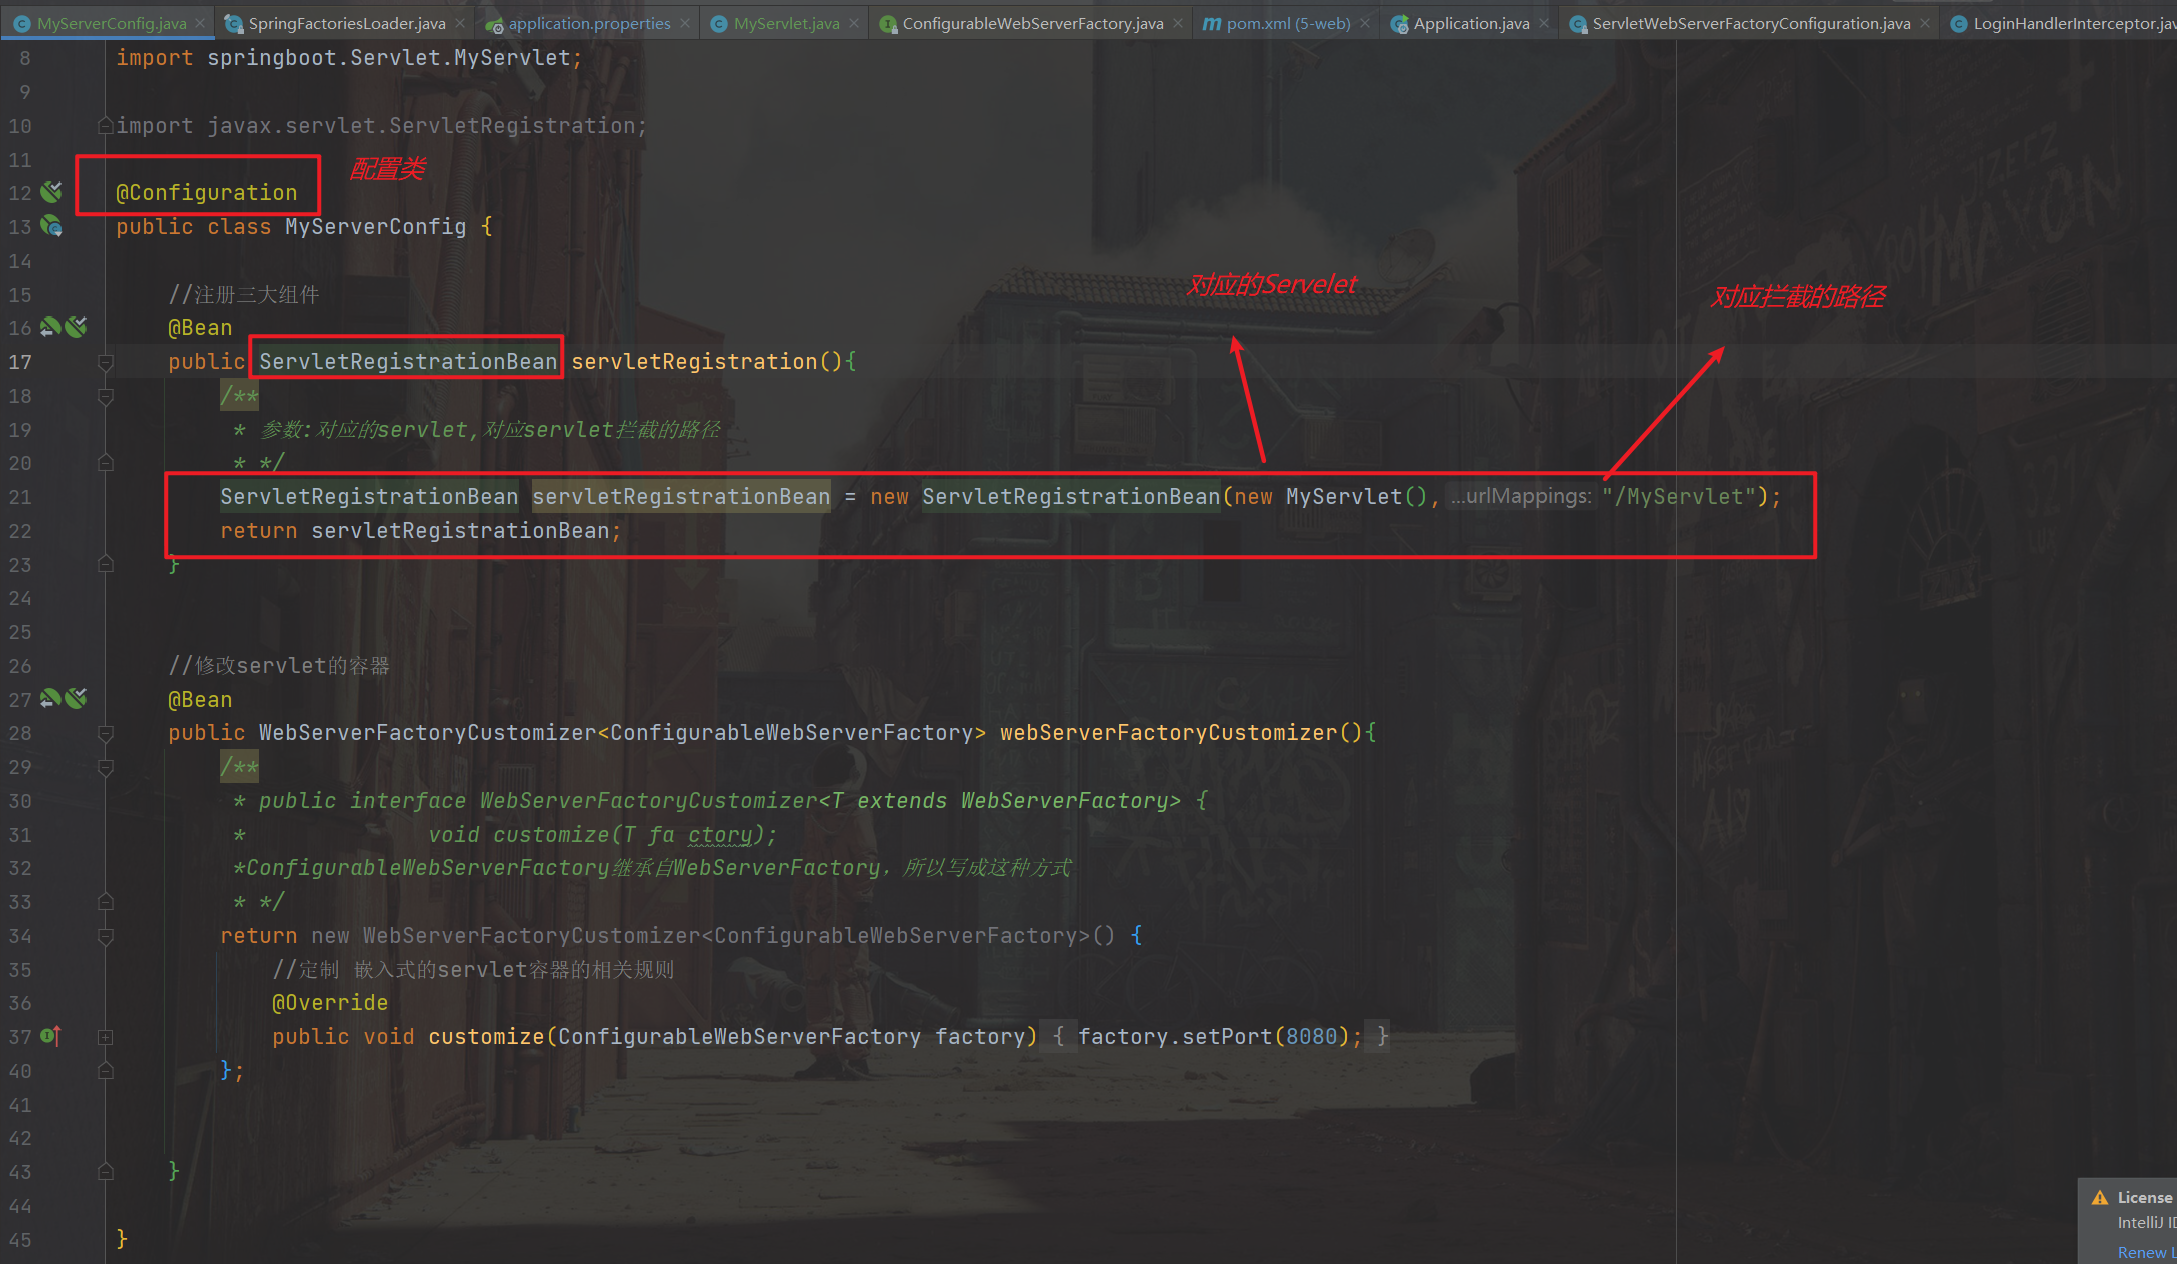 MyServerConfig.java SpringFactoriesLoader.java application.properties MyServlet.java ConfigurableWebServerFactory.java pom.xml (5-web) Application.java ServletWebServerFactoryConfiguration.java LoginHandlerInterceptor.jav
8 import springboot.Servlet.MyServlet;
9
10 import javax.servlet.ServletRegistration;
11
配置类
12 @Configuration
13 public class MyServerConfig {
14
对应的Servelet
对应拦截的路径
15 //注册三大组件
16 @Bean
17 public ServletRegistrationBean servletRegistration(){
18 /**
19 * 参数:对应的servlet,对应servlet拦截的路径
20 * */
21 ServletRegistrationBean servletRegistrationBean = new ServletRegistrationBean(new MyServlet(), ...urlMappings: "/MyServlet");
22 return servletRegistrationBean;
23 }
24
25
26 //修改servlet的容器
27 @Bean
28 public WebServerFactoryCustomizer<ConfigurableWebServerFactory> webServerFactoryCustomizer(){
29 /**
30 * public interface WebServerFactoryCustomizer<T extends WebServerFactory> {
31 * void customize(T fa ctory);
32 *ConfigurableWebServerFactory继承自WebServerFactory，所以写成这种方式
33 * */
34 return new WebServerFactoryCustomizer<ConfigurableWebServerFactory>() {
35 //定制 嵌入式的servlet容器的相关规则
36 @Override
37 public void customize(ConfigurableWebServerFactory factory) { factory.setPort(8080); }
40 };
41
42
43 }
44
45 }
License
IntelliJ ID
Renew L